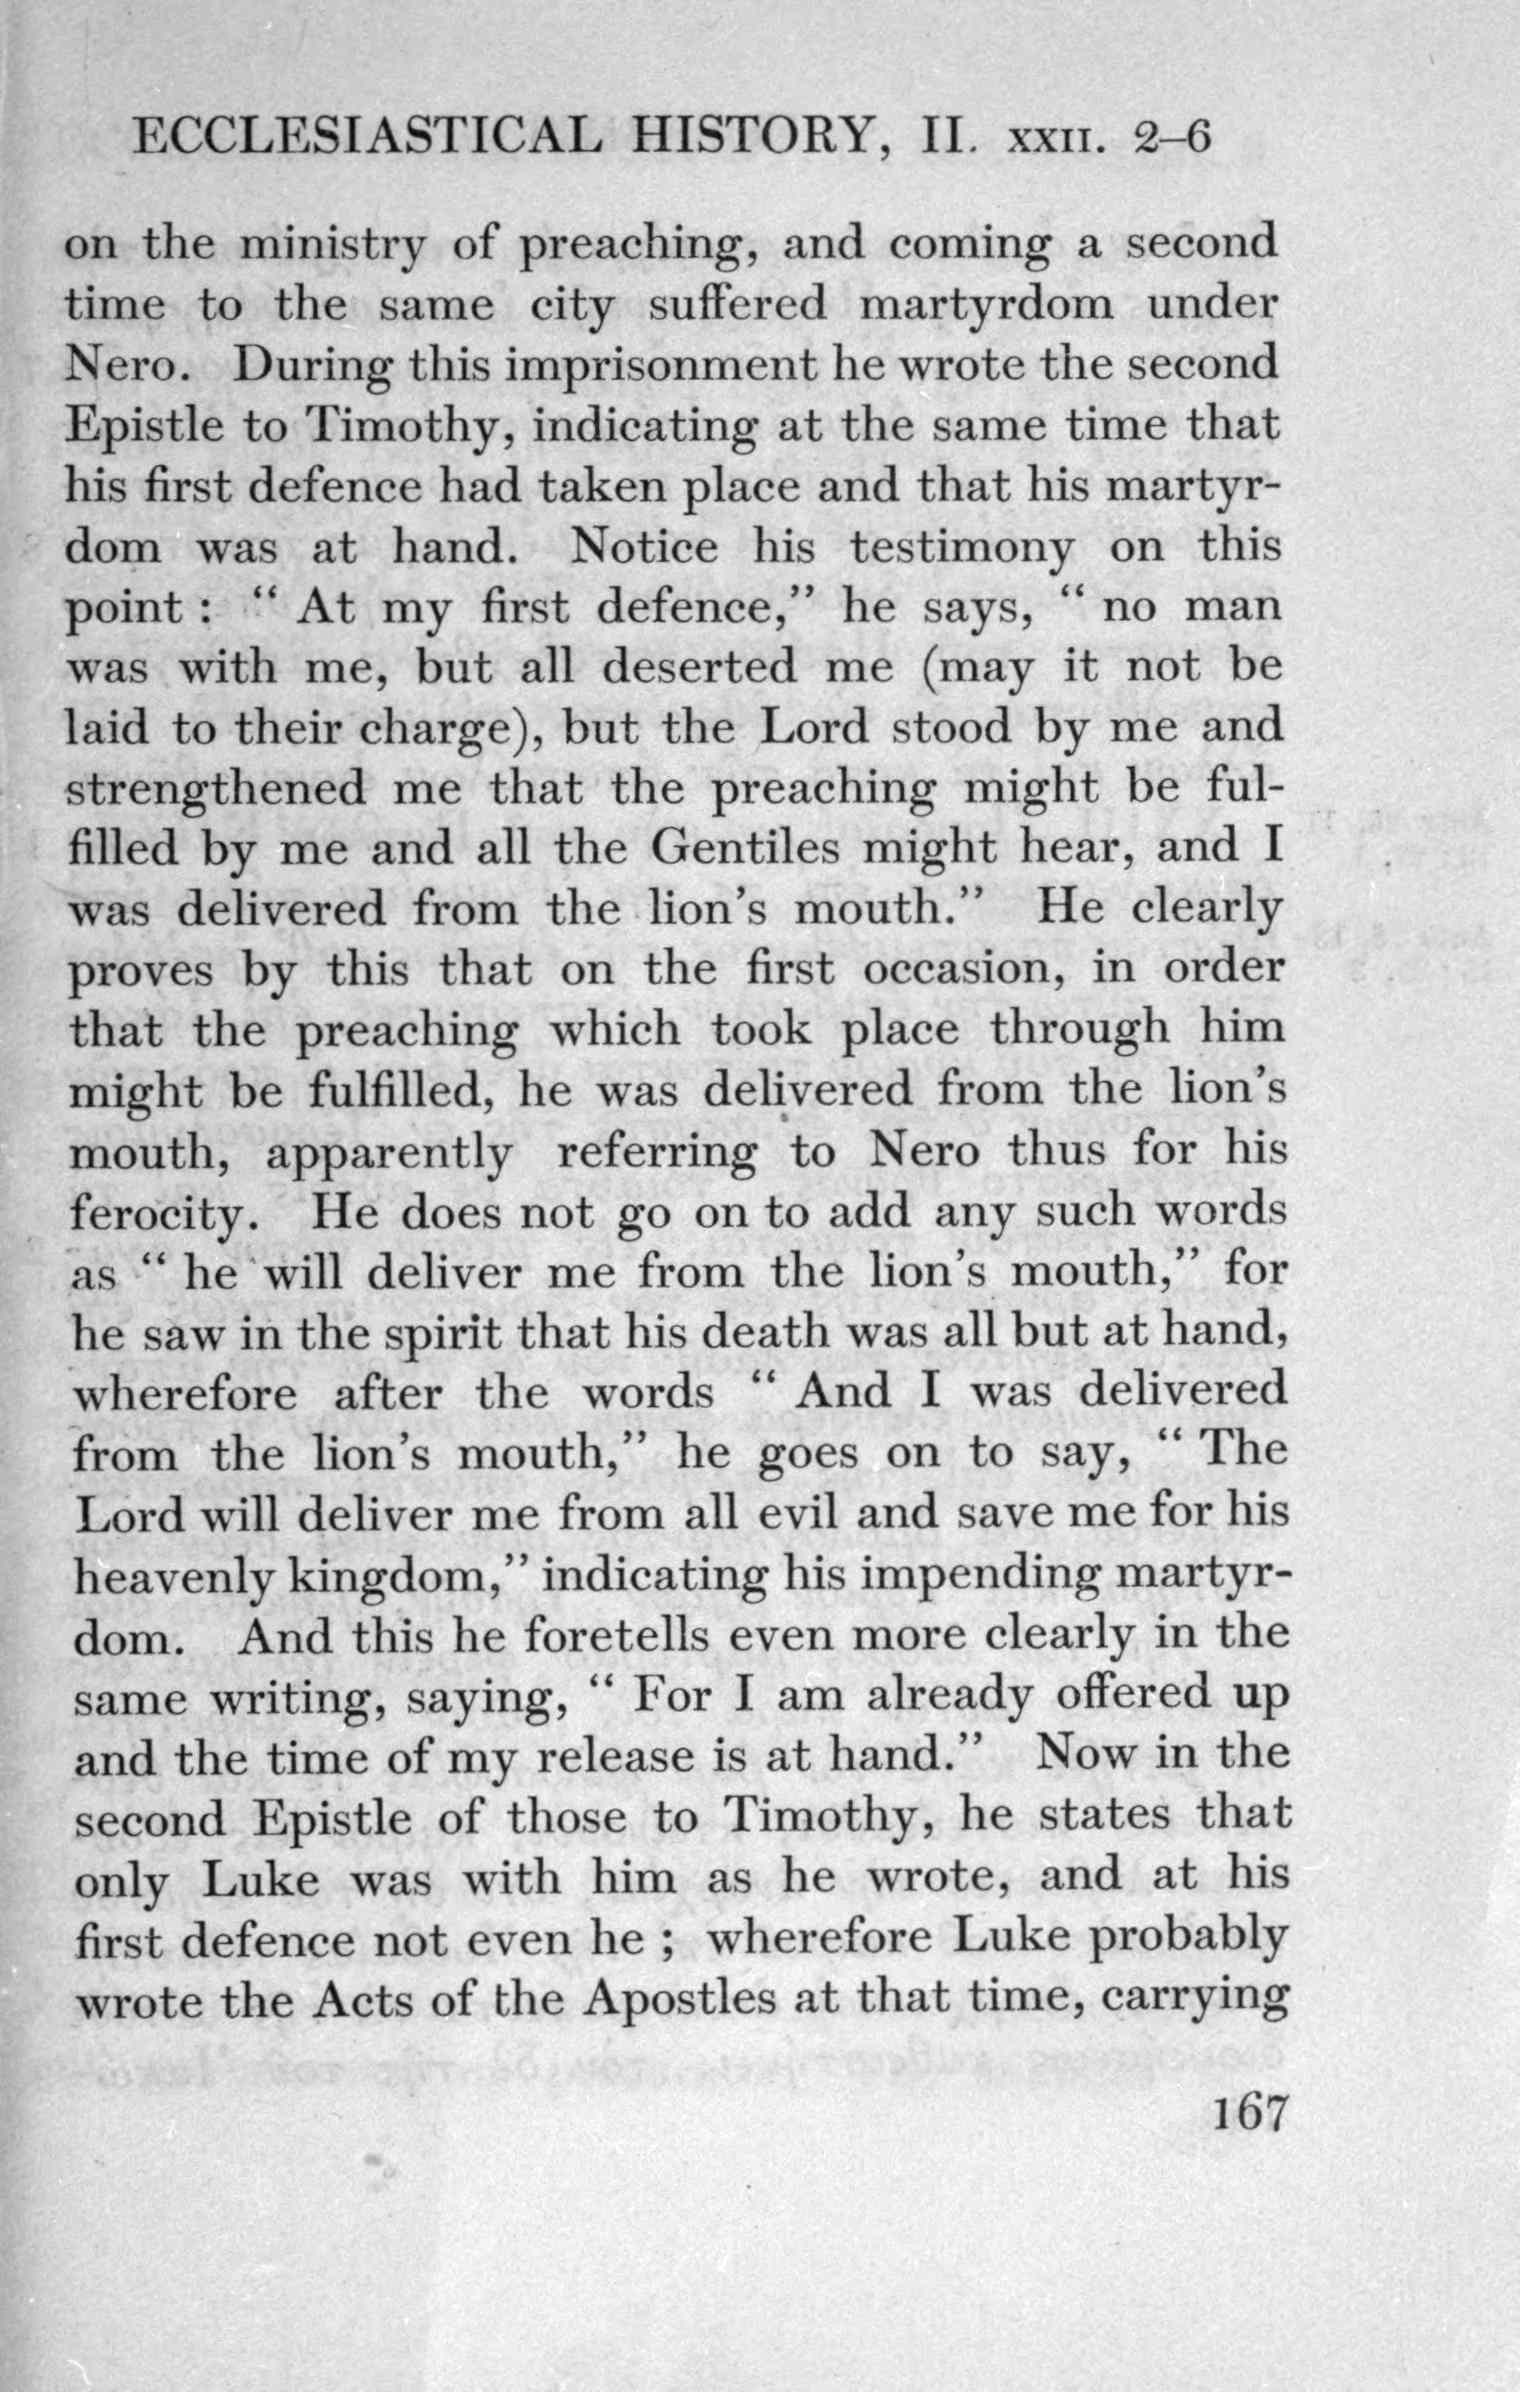 ECCLESIASTICAL HISTORY, II. XXII. 2–6
on the ministry of preaching, and coming a second
time to the same city suffered martyrdom under
Nero. During this imprisonment he wrote the second
Epistle to Timothy, indicating at the same time that
his first defence had taken place and that his martyr-
dom was at hand. Notice his testimony on this
point : “ At my first defence,” he says, “ no man
was with me, but all deserted me (may it not be
laid to their charge), but the Lord stood by me and
strengthened me that the preaching might be ful-
filled by me and all the Gentiles might hear, and I
was delivered from the lion’s mouth.” He clearly
proves by this that on the first occasion, in order
that the preaching which took place through him
might be fulfilled, he was delivered from the lion’s
mouth, apparently referring to Nero thus for his
ferocity. He does not go on to add any such words
as “ he will deliver me from the lion’s mouth,” for
he saw in the spirit that his death was all but at hand,
wherefore after the words “ And I was delivered
from the lion’s mouth,” he goes on to say, “ The
Lord will deliver me from all evil and save me for his
heavenly kingdom,” indicating his impending martyr-
dom. And this he foretells even more clearly in the
same writing, saying, “ For I am already offered up
and the time of my release is at hand.” Now in the
second Epistle of those to Timothy, he states that
only Luke was with him as he wrote, and at his
first defence not even he ; wherefore Luke probably
wrote the Acts of the Apostles at that time, carrying
167